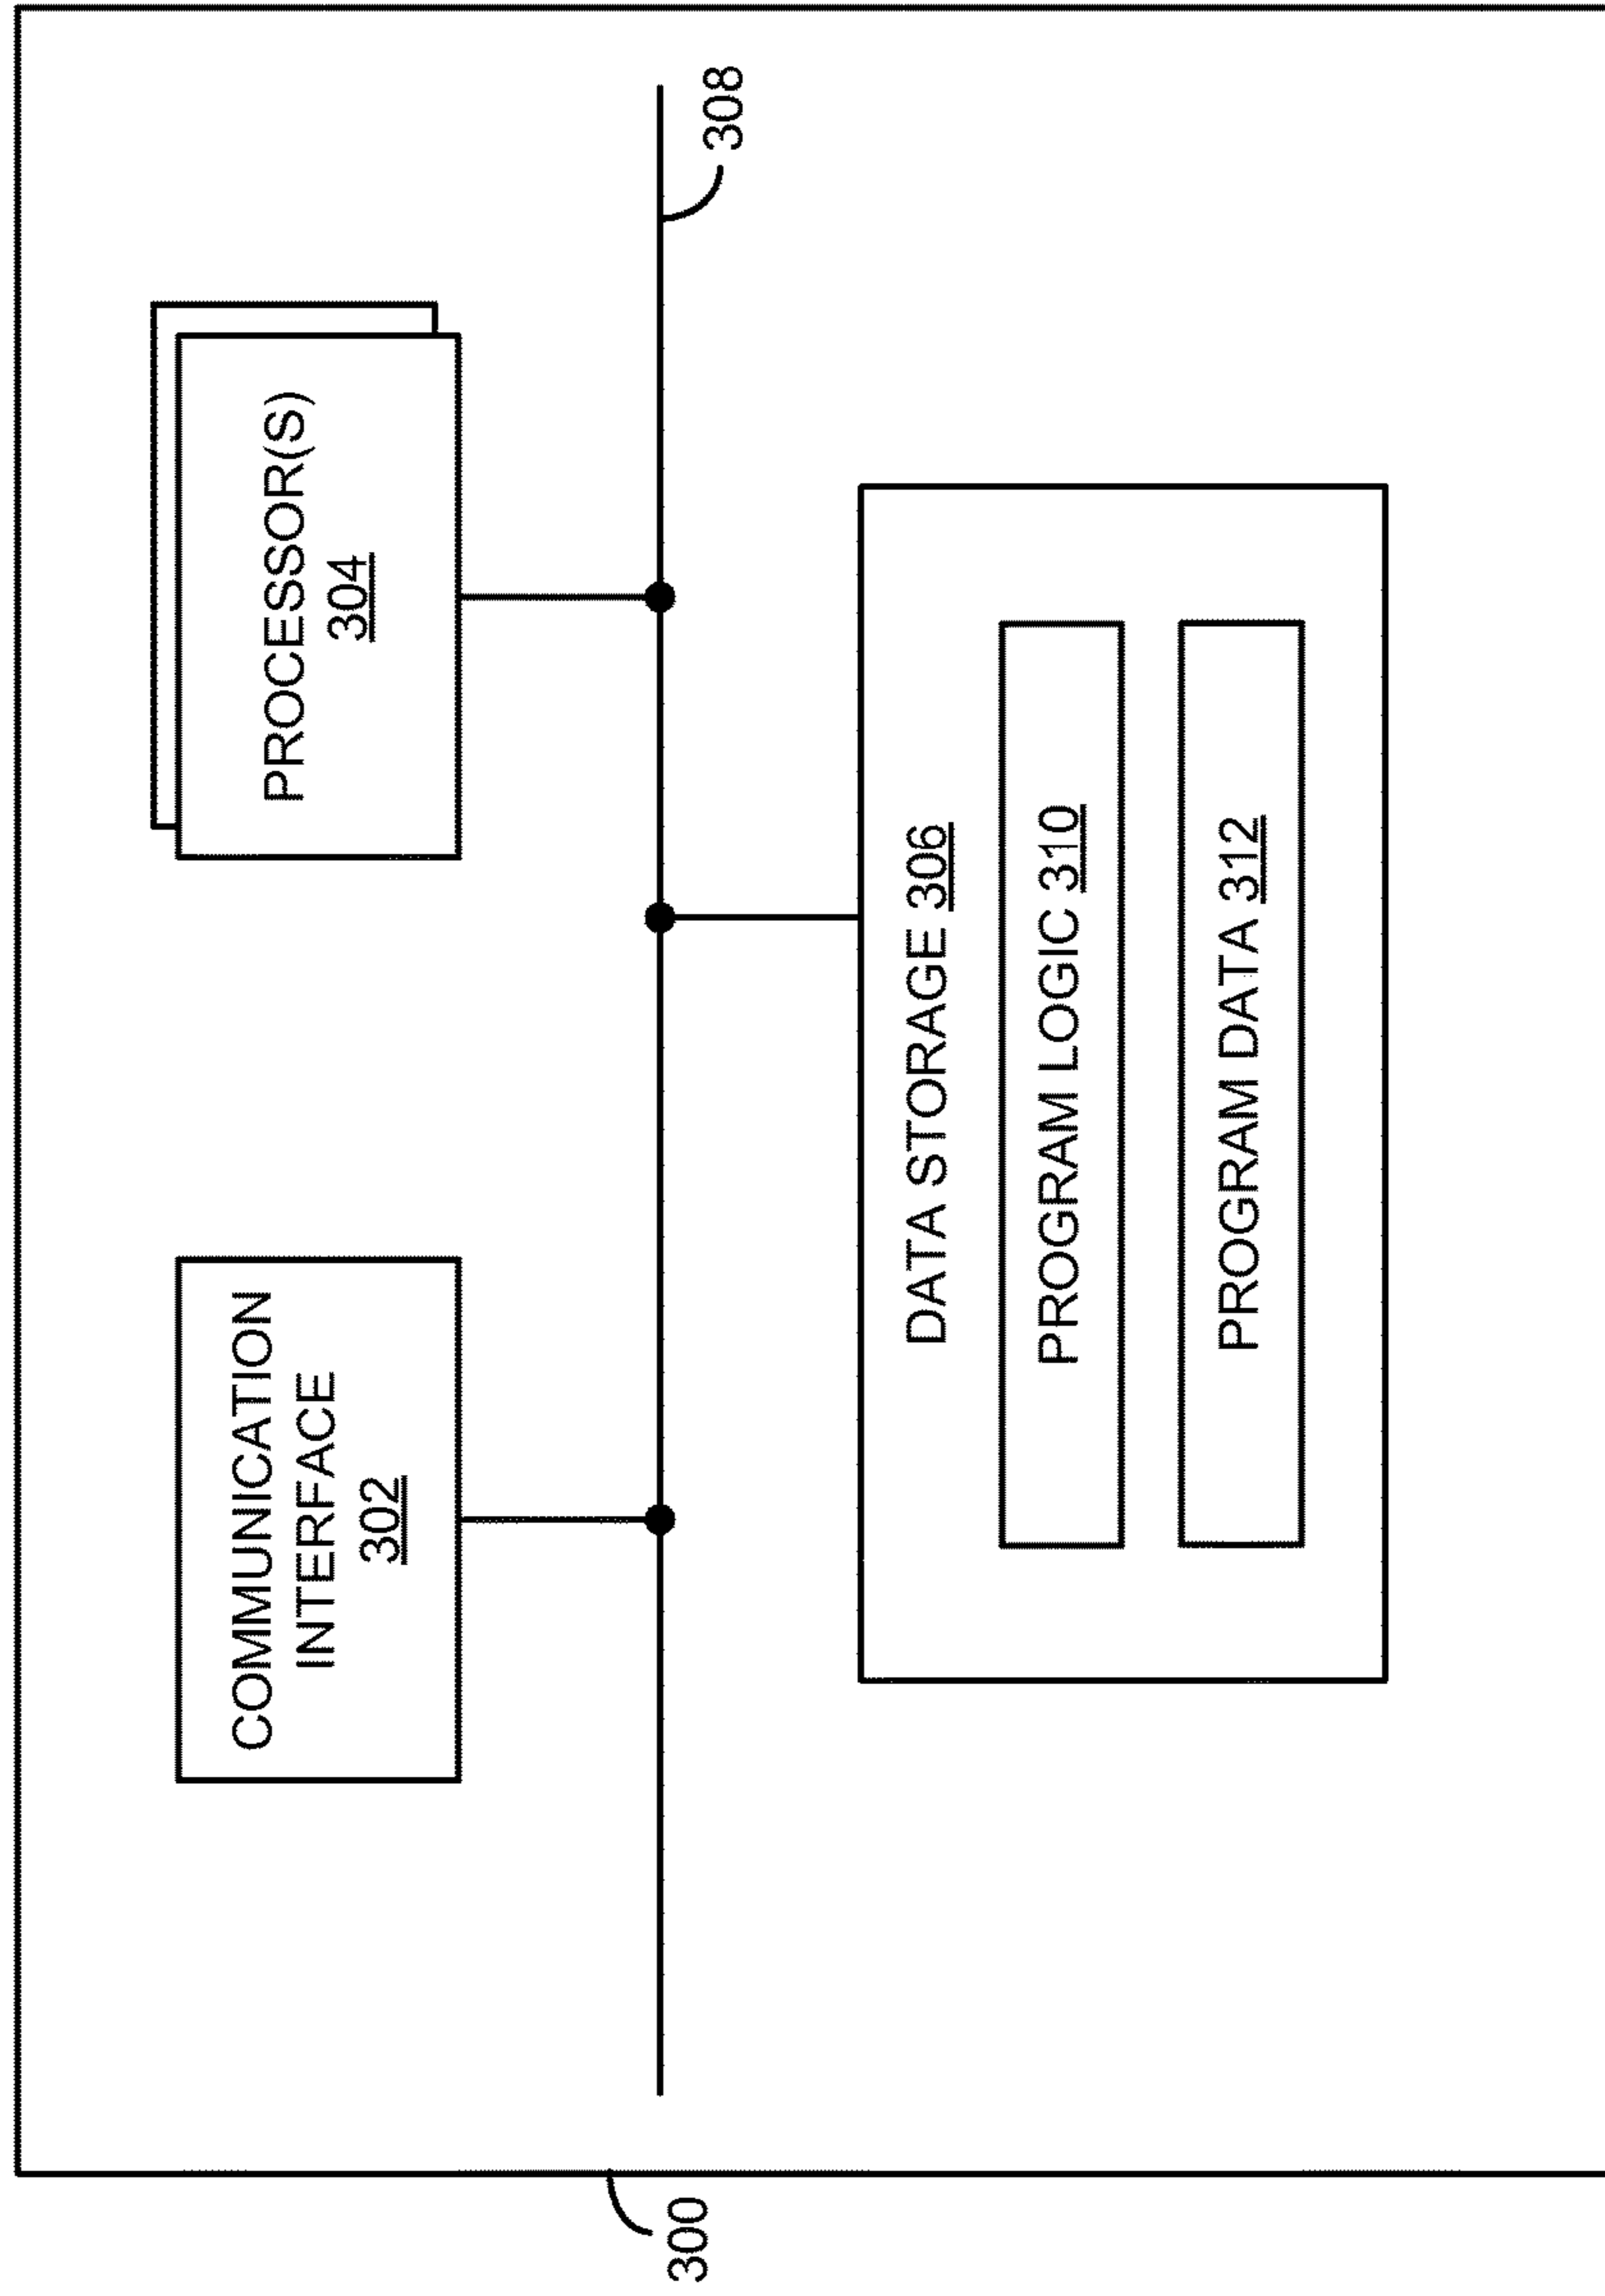 COMMUNICATION
INTERFACE
302
PROCESSOR(S)
304
308
300
DATA STORAGE 306
PROGRAM LOGIC 310
PROGRAM DATA 312